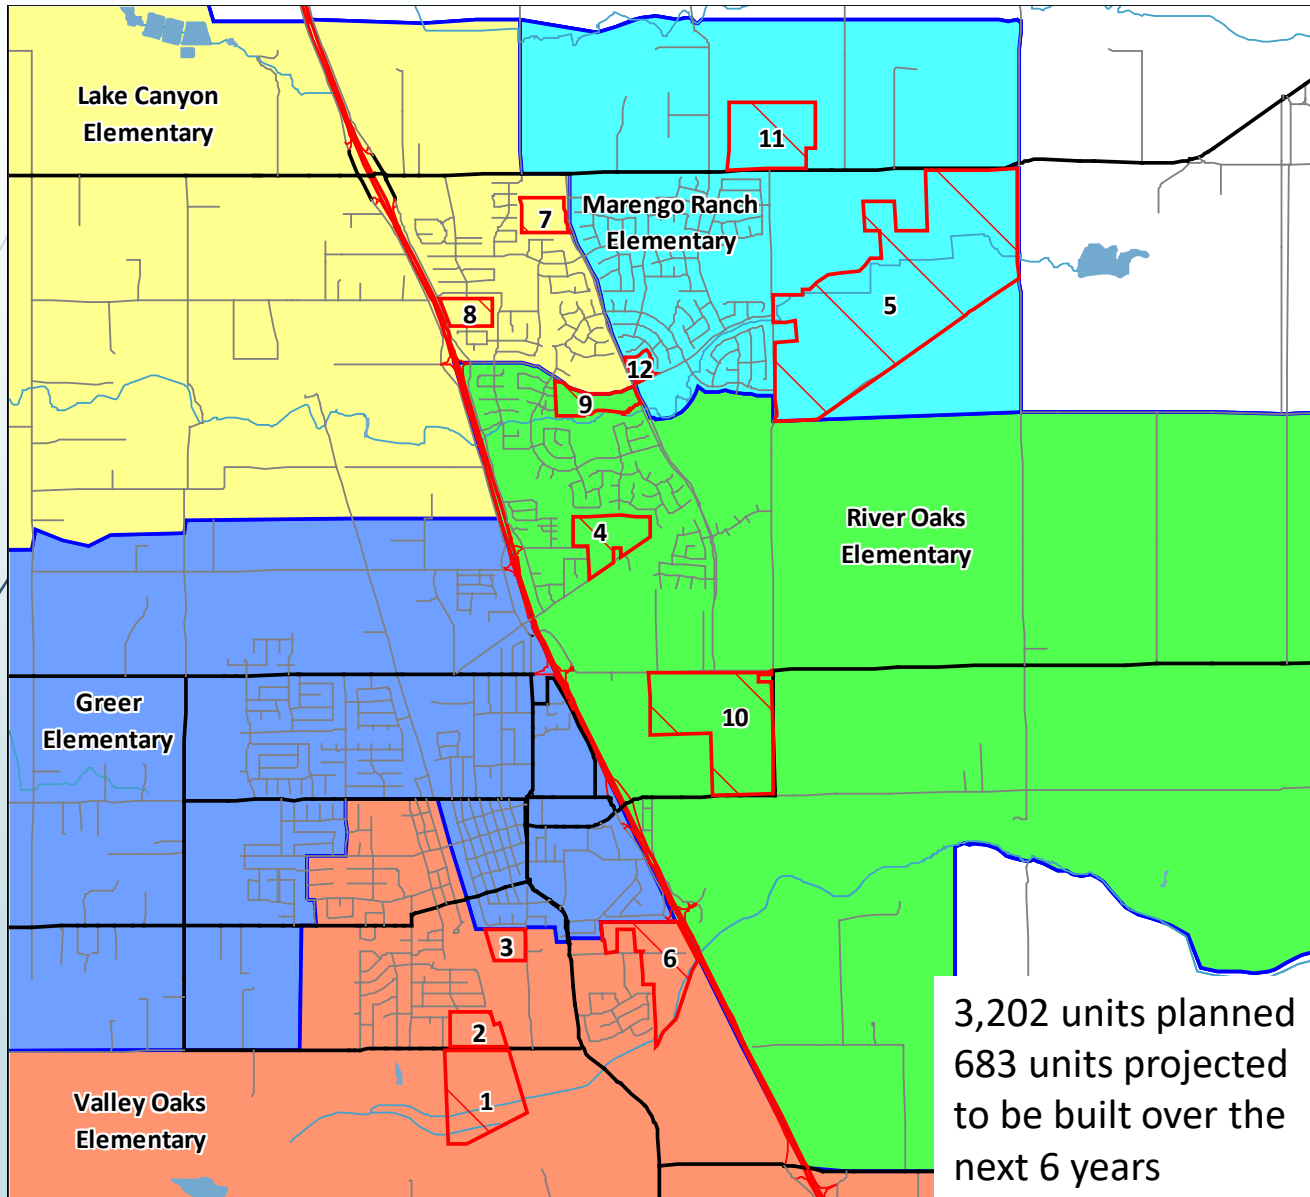 Lake Canyon
Elementary
11
7
Marengo Ranch
Elementary
8
5
12
9
4
River Oaks
Elementary
Greer
Elementary
10
3
6
2
1
Valley Oaks
Elementary
3,202 units planned
683 units projected
to be built over the
next 6 years